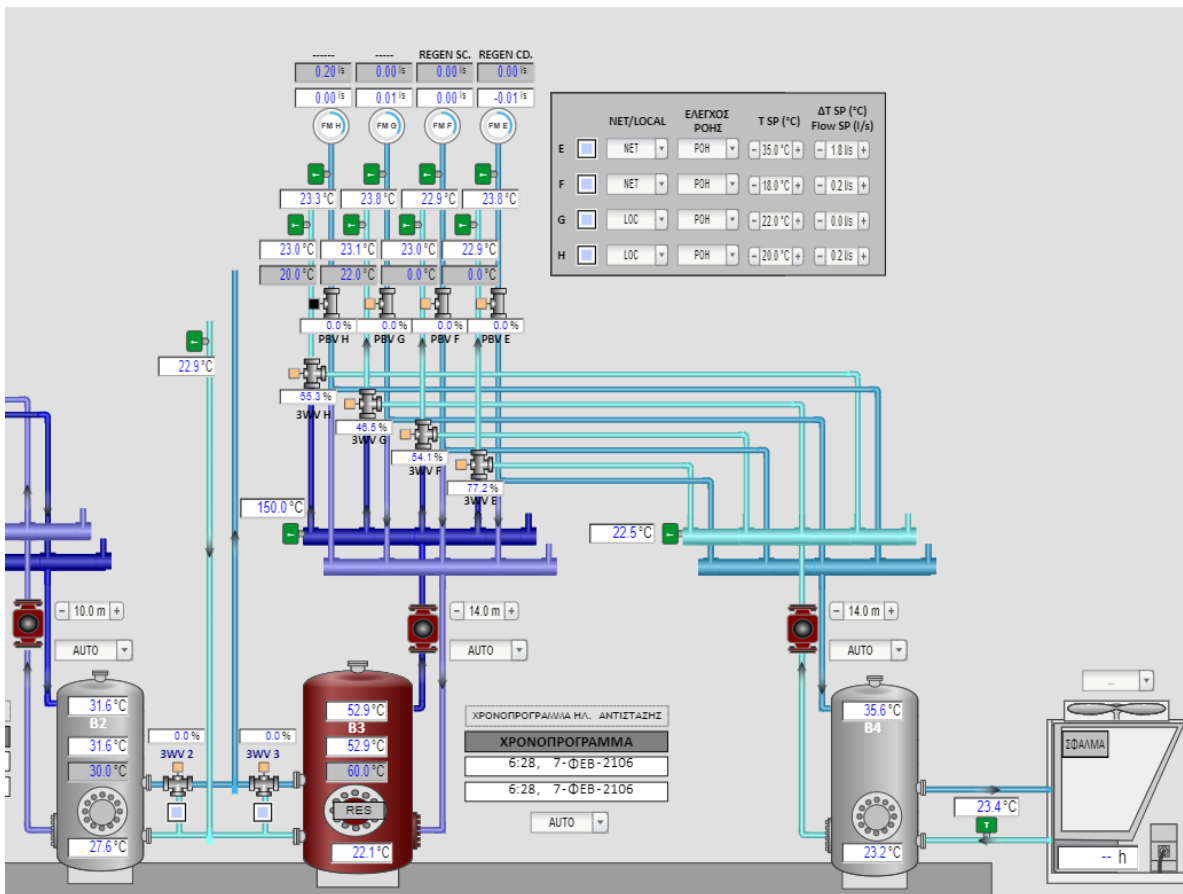 ------ ----- REGEN SC. REGEN CD.
0.20 l/s 0.00 l/s 0.00 l/s 0.00 l/s
0.00 l/s 0.01 l/s 0.00 l/s -0.01 l/s
FM H FM G FM F FM E
NET/LOCAL ΕΛΕΓΧΟΣ ΡΟΗΣ T SP (°C) ΔT SP (°C) Flow SP (l/s)
E NET ΡΟΗ - 35.0 °C + - 1.8 l/s +
F NET ΡΟΗ - 18.0 °C + - 0.2 l/s +
G LOC ΡΟΗ - 22.0 °C + - 0.0 l/s +
H LOC ΡΟΗ - 20.0 °C + - 0.2 l/s +
23.3 °C 23.8 °C 22.9 °C 23.8 °C
23.0 °C 23.1 °C 23.0 °C 22.9 °C
20.0 °C 22.0 °C 0.0 °C 0.0 °C
0.0 % 0.0 % 0.0 % 0.0 %
PBV H PBV G PBV F PBV E
22.9 °C
55.3 %
3WV H
46.5 %
3WV G
54.1 %
3WV F
77.2 %
3WV E
150.0 °C
22.5 °C
- 10.0 m + - 14.0 m + - 14.0 m +
AUTO AUTO AUTO
...
31.6 °C
B2
31.6 °C
30.0 °C
27.6 °C
0.0 % 0.0 %
3WV 2 3WV 3
52.9 °C
B3
52.9 °C
60.0 °C
RES
22.1 °C
ΧΡΟΝΟΠΡΟΓΡΑΜΜΑ ΗΛ. ΑΝΤΙΣΤΑΣΗΣ
ΧΡΟΝΟΠΡΟΓΡΑΜΜΑ
6:28, 7-ΦΕΒ-2106
6:28, 7-ΦΕΒ-2106
AUTO
35.6 °C
B4
23.2 °C
23.4 °C
T
ΣΦΑΛΜΑ
-- h